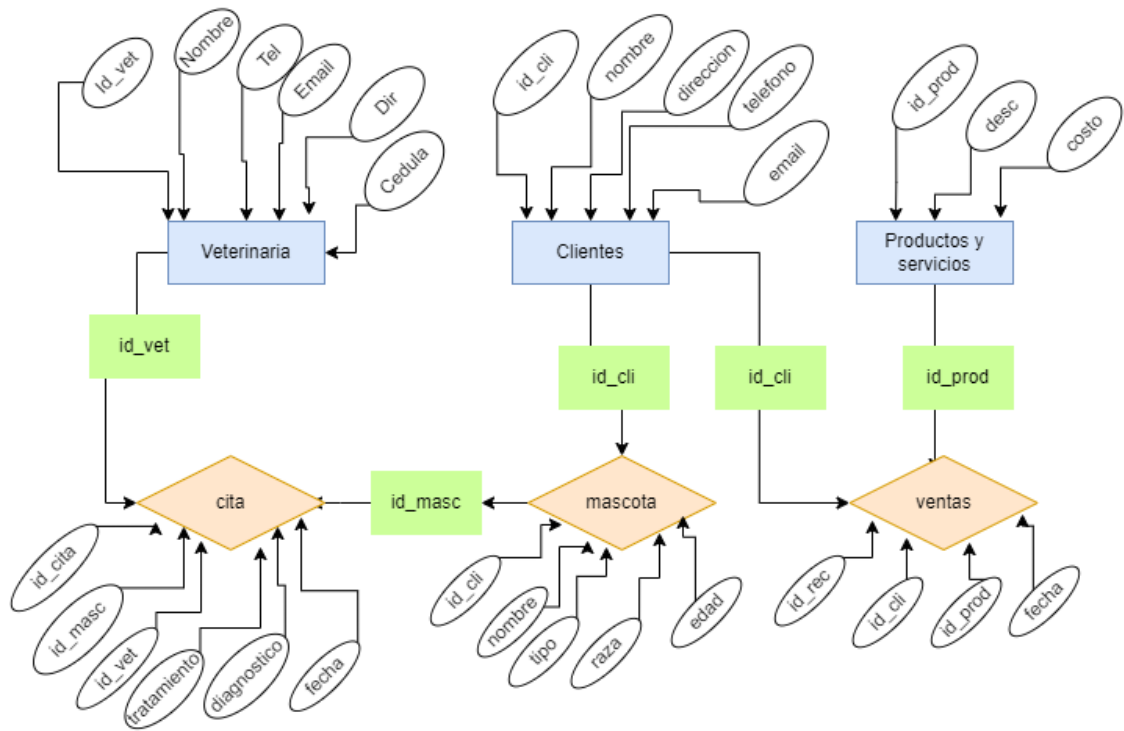 Id_vet
Nombre
Tel
Email
Dir
Cedula
id_cli
nombre
direccion
telefono
email
id_prod
desc
costo
Veterinaria
Clientes
Productos y
servicios
id_vet
id_cli
id_cli
id_prod
cita
id_masc
mascota
ventas
id_cita
id_masc
id_vet
tratamiento
diagnostico
fecha
id_cli
nombre
tipo
raza
edad
id_rec
id_cli
id_prod
fecha